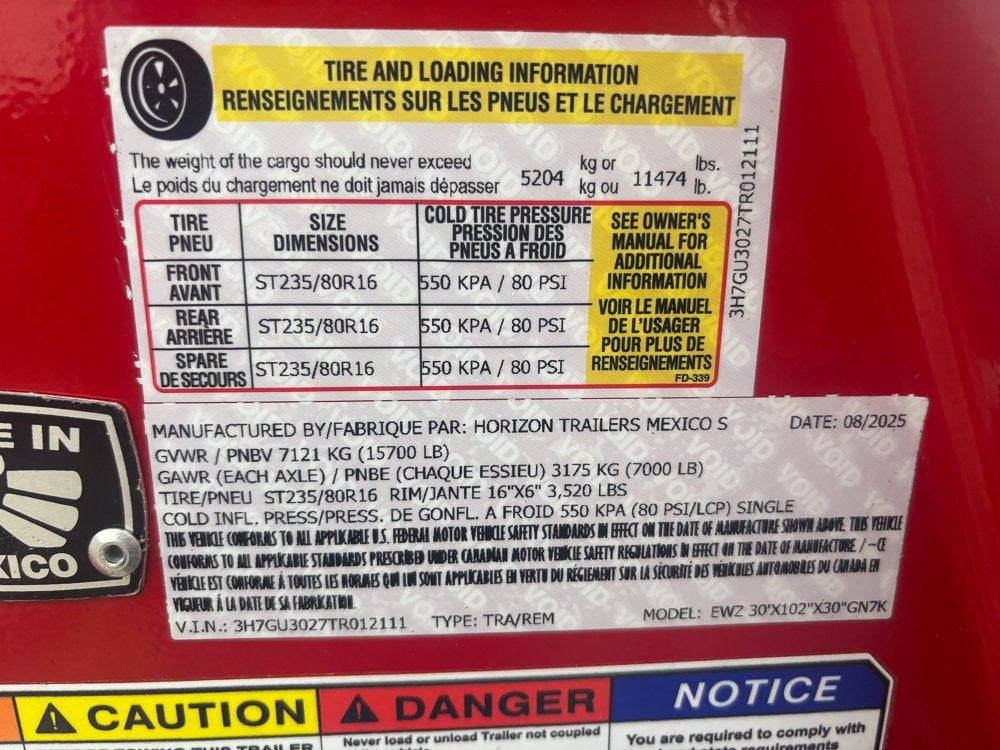 TIRE AND LOADING INFORMATION
RENSEIGNEMENTS SUR LES PNEUS ET LE CHARGEMENT
The weight of the cargo should never exceed 5204 kg or 11474 lbs.
Le poids du chargement ne doit jamais dépasser kg ou lb.
TIRE PNEU
SIZE DIMENSIONS
COLD TIRE PRESSURE
PRESSION DES
PNEUS A FROID
FRONT AVANT ST235/80R16 550 KPA / 80 PSI
REAR ARRIÈRE ST235/80R16 550 KPA / 80 PSI
SPARE DE SECOURS ST235/80R16 550 KPA / 80 PSI
SEE OWNER'S
MANUAL FOR
ADDITIONAL
INFORMATION
VOIR LE MANUEL
DE L'USAGER
POUR PLUS DE
RENSEIGNEMENTS
FD-339
3H7GU3027TR012111
MANUFACTURED BY/FABRIQUE PAR: HORIZON TRAILERS MEXICO S DATE: 08/2025
GVWR / PNBV 7121 KG (15700 LB)
GAWR (EACH AXLE) / PNBE (CHAQUE ESSIEU) 3175 KG (7000 LB)
TIRE/PNEU ST235/80R16 RIM/JANTE 16"X6" 3,520 LBS
COLD INFL. PRESS/PRESS. DE GONFL. A FROID 550 KPA (80 PSI/LCP) SINGLE
THIS VEHICLE CONFORMS TO ALL APPLICABLE U.S. FEDERAL MOTOR VEHICLE SAFETY STANDARDS IN EFFECT ON THE DATE OF MANUFACTURE SHOWN ABOVE. THIS VEHICLE
CONFORMS TO ALL APPLICABLE STANDARDS PRESCRIBED UNDER CANADIAN MOTOR VEHICLE SAFETY REGULATIONS IN EFFECT ON THE DATE OF MANUFACTURE / ~CE
VÉHICLE EST CONFORME À TOUTES LES NORMES QUI LUI SONT APPLICABLES EN VERTU DU RÉGIEMENT SUR LA SÉCURITÉ DES VÉHICULES AUTOMOBILES DU CANADA EN
VIGUEUR À LA DATE DE SA FABRICATION.
V.I.N.: 3H7GU3027TR012111 TYPE: TRA/REM MODEL: EWZ 30'X102"X30"GN7K
E IN
XICO
CAUTION
DANGER
Never load or unload Trailer not coupled
NOTICE
You are required to comply with